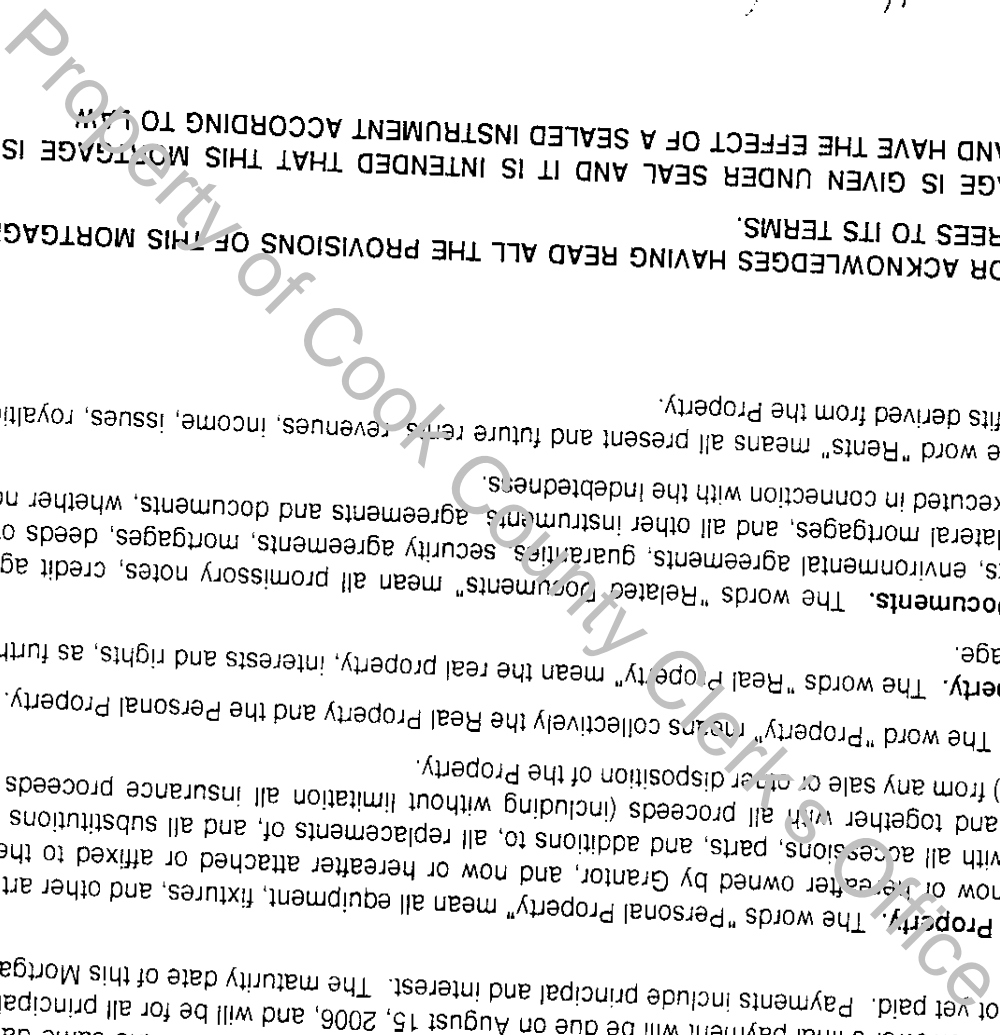 final payment will be due on August 15, 2006, and will be for all principal
ot yet paid. Payments include principal and interest. The maturity date of this Mortga
Property. The words "Personal Property" mean all equipment, fixtures, and other art
now or hereafter owned by Grantor, and now or hereafter attached or affixed to the
with all accessions, parts, and additions to, all replacements of, and all substitutions
and together with all proceeds (including without limitation all insurance proceeds
) from any sale or other disposition of the Property.
The word "Property" means collectively the Real Property and the Personal Property.
perty. The words "Real Property" mean the real property, interests and rights, as furth
age.
ocuments. The words "Related Documents" mean all promissory notes, credit ag
ts, environmental agreements, guaranties, security agreements, mortgages, deeds o
lateral mortgages, and all other instruments, agreements and documents, whether no
xecuted in connection with the Indebtedness.
e word "Rents" means all present and future rents, revenues, income, issues, royalti
fits derived from the Property.
OR ACKNOWLEDGES HAVING READ ALL THE PROVISIONS OF THIS MORTGAGE
REES TO ITS TERMS.
GE IS GIVEN UNDER SEAL AND IT IS INTENDED THAT THIS MORTGAGE IS
AND HAVE THE EFFECT OF A SEALED INSTRUMENT ACCORDING TO LAW
Property of Cook County Clerk's Office